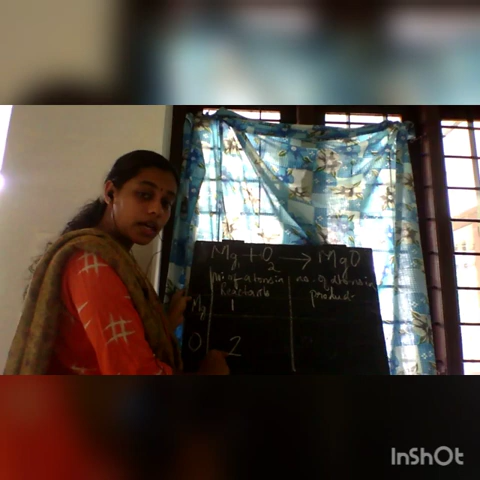 Mg + O2 → MgO
no. of atoms in no. of atoms in
Reactants product
Mg 1
O 2
InShOt